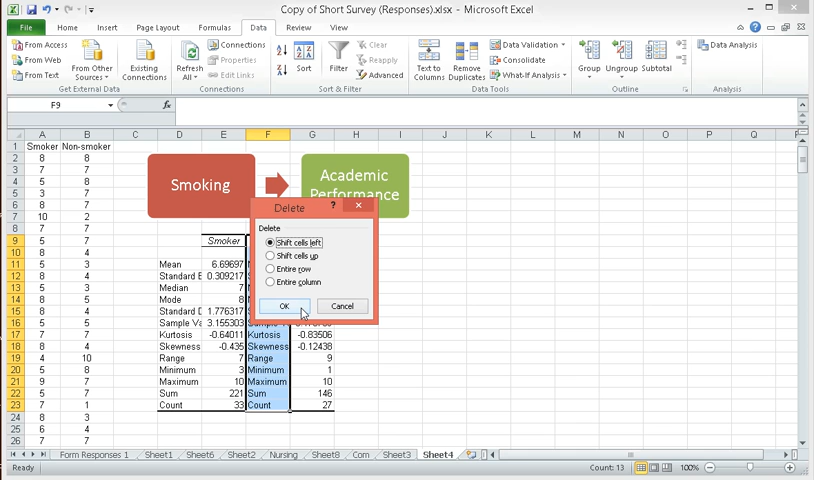 Copy of Short Survey (Responses).xlsx - Microsoft Excel
File Home Insert Page Layout Formulas Data Review View
From Access
From Web
From Text
From Other Sources
Existing Connections
Refresh All
Connections
Properties
Edit Links
Sort
Filter
Clear
Reapply
Advanced
Text to Columns
Remove Duplicates
Data Validation
Consolidate
What-If Analysis
Group
Ungroup
Subtotal
Data Analysis
Get External Data Connections Sort & Filter Data Tools Outline Analysis
F9 fx
A B C D E F G H I J K L M N O P Q
1 Smoker Non-smoker
2 8 8
3 7 7
4 5 8
5 3 7
6 8 7
7 10 2
8 7 7
9 5 7 Smoker
10 8 4
11 5 3 Mean 6.69697
12 8 4 Standard E 0.309217
13 5 3 Median 7
14 8 5 Mode 8
15 8 4 Standard D 1.776317
16 5 5 Sample Va 3.155303
17 7 7 Kurtosis -0.64011 Kurtosis -0.83506
18 8 4 Skewness -0.435 Skewness -0.12438
19 4 10 Range 7 Range 9
20 5 8 Minimum 3 Minimum 1
21 9 7 Maximum 10 Maximum 10
22 5 7 Sum 221 Sum 146
23 7 1 Count 33 Count 27
24 8 3
25 6 4
26 7 7
Smoking
Academic
Performance
Delete ?
Delete
Shift cells left
Shift cells up
Entire row
Entire column
OK Cancel
Form Responses 1 Sheet1 Sheet6 Sheet2 Nursing Sheet8 Com Sheet3 Sheet4
Ready Count: 13 100%